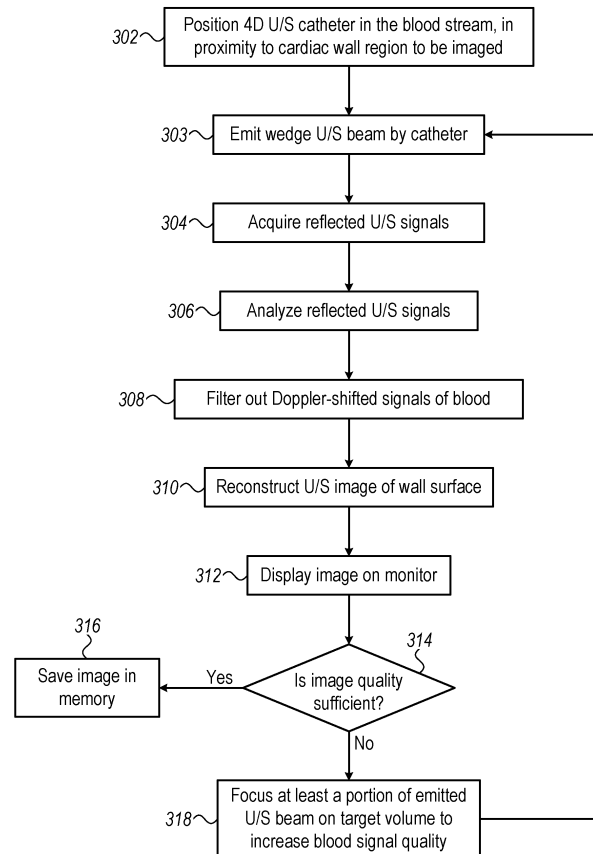 302
Position 4D U/S catheter in the blood stream, in
proximity to cardiac wall region to be imaged
303
Emit wedge U/S beam by catheter
304
Acquire reflected U/S signals
306
Analyze reflected U/S signals
308
Filter out Doppler-shifted signals of blood
310
Reconstruct U/S image of wall surface
312
Display image on monitor
314
Is image quality
sufficient?
Yes
316
Save image in
memory
No
318
Focus at least a portion of emitted
U/S beam on target volume to
increase blood signal quality